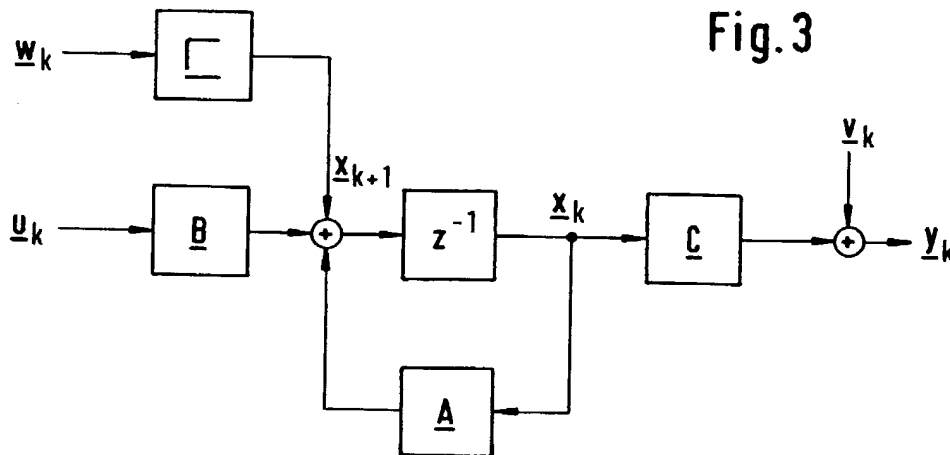 Fig. 3
w_k
Γ
v_k
x_k+1
x_k
u_k
B
+
z⁻¹
C
+
y_k
A